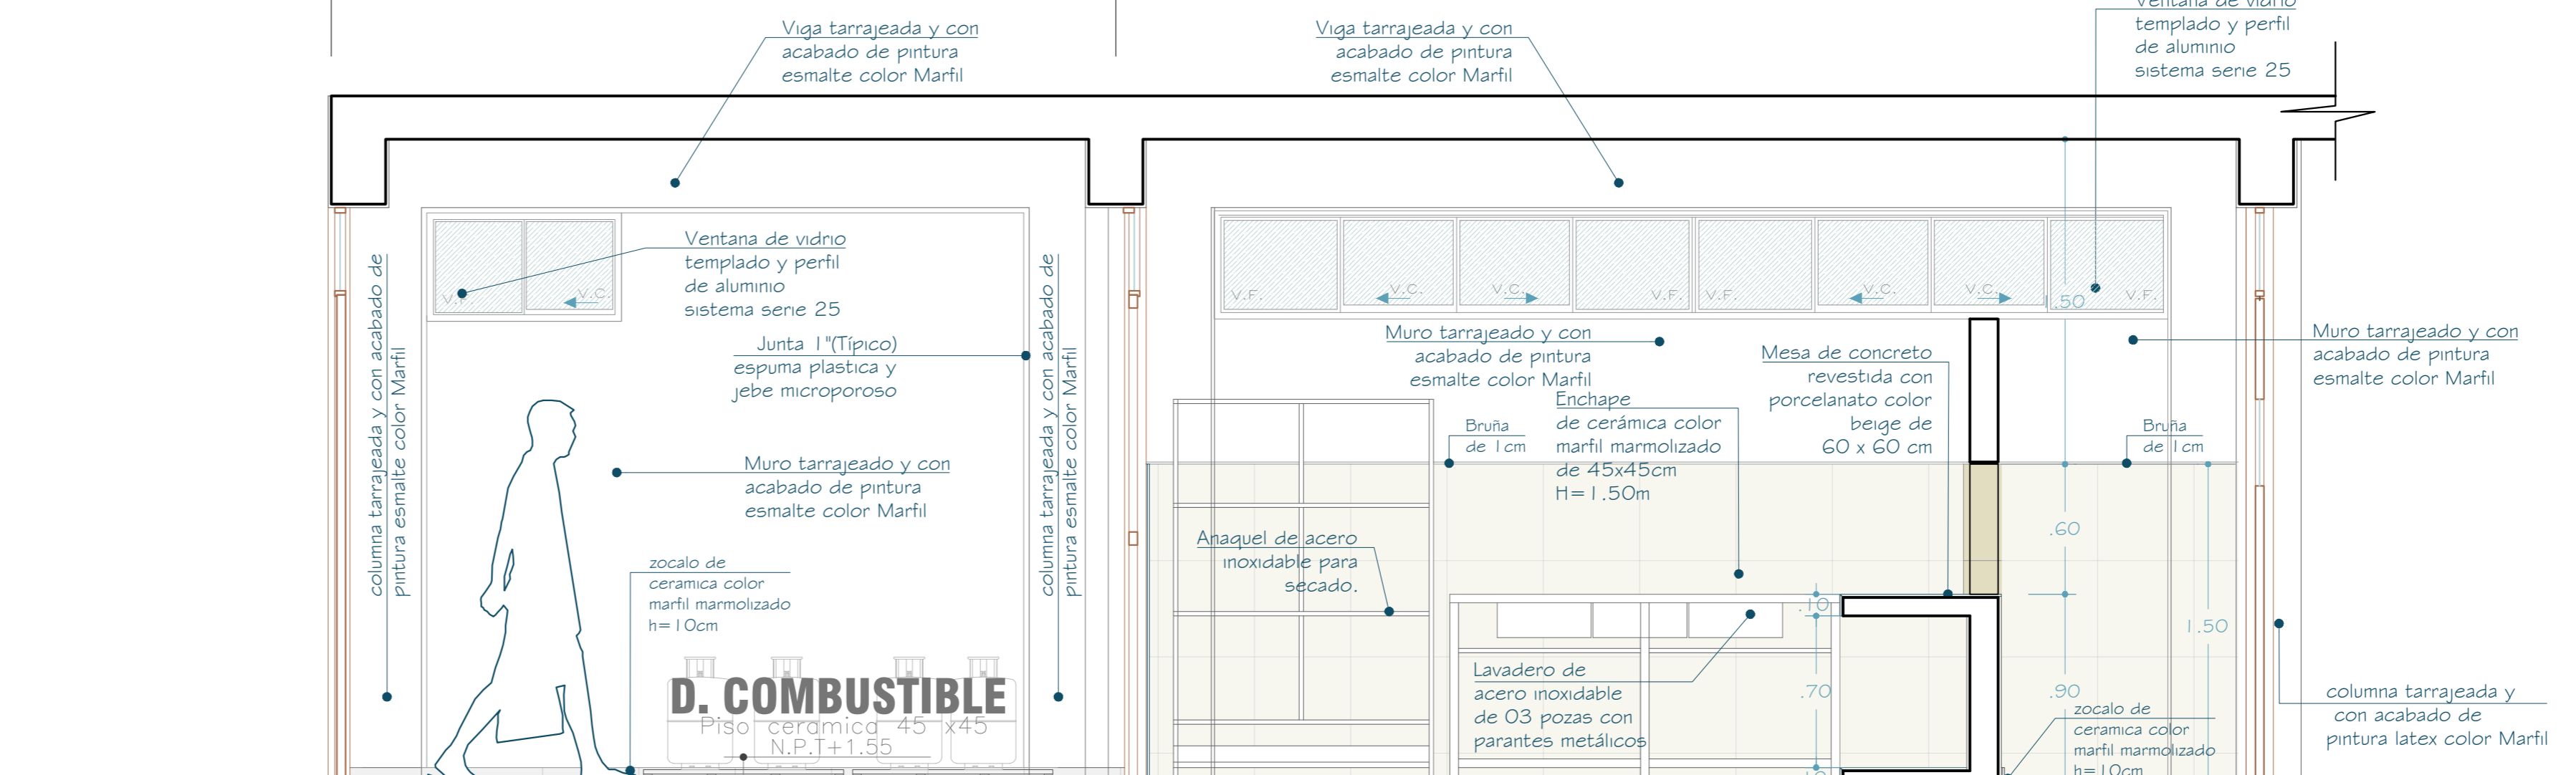 Viga tarrajeada y con
acabado de pintura
esmalte color Marfil
Viga tarrajeada y con
acabado de pintura
esmalte color Marfil
Ventana de vidrio
templado y perfil
de aluminio
sistema serie 25
columna tarrajeada y con acabado de
pintura esmalte color Marfil
V.F.
V.C.
Ventana de vidrio
templado y perfil
de aluminio
sistema serie 25
Junta 1"(Típico)
espuma plastica y
jebe microporoso
Muro tarrajeado y con
acabado de pintura
esmalte color Marfil
zocalo de
ceramica color
marfil marmolizado
h=10cm
D. COMBUSTIBLE
Piso ceramica 45 x45
N.P.T+1.55
columna tarrajeada y con acabado de
pintura esmalte color Marfil
V.F.
V.C.
V.C.
V.F.
V.F.
V.C.
V.C.
V.F.
1.50
Muro tarrajeado y con
acabado de pintura
esmalte color Marfil
Bruña
de 1cm
Enchape
de cerámica color
marfil marmolizado
de 45x45cm
H=1.50m
Mesa de concreto
revestida con
porcelanato color
beige de
60 x 60 cm
Anaquel de acero
inoxidable para
secado.
Lavadero de
acero inoxidable
de 03 pozas con
parantes metálicos
.10
.70
.60
.90
1.50
Bruña
de 1cm
Muro tarrajeado y con
acabado de pintura
esmalte color Marfil
columna tarrajeada y
con acabado de
pintura latex color Marfil
zocalo de
ceramica color
marfil marmolizado
h=10cm